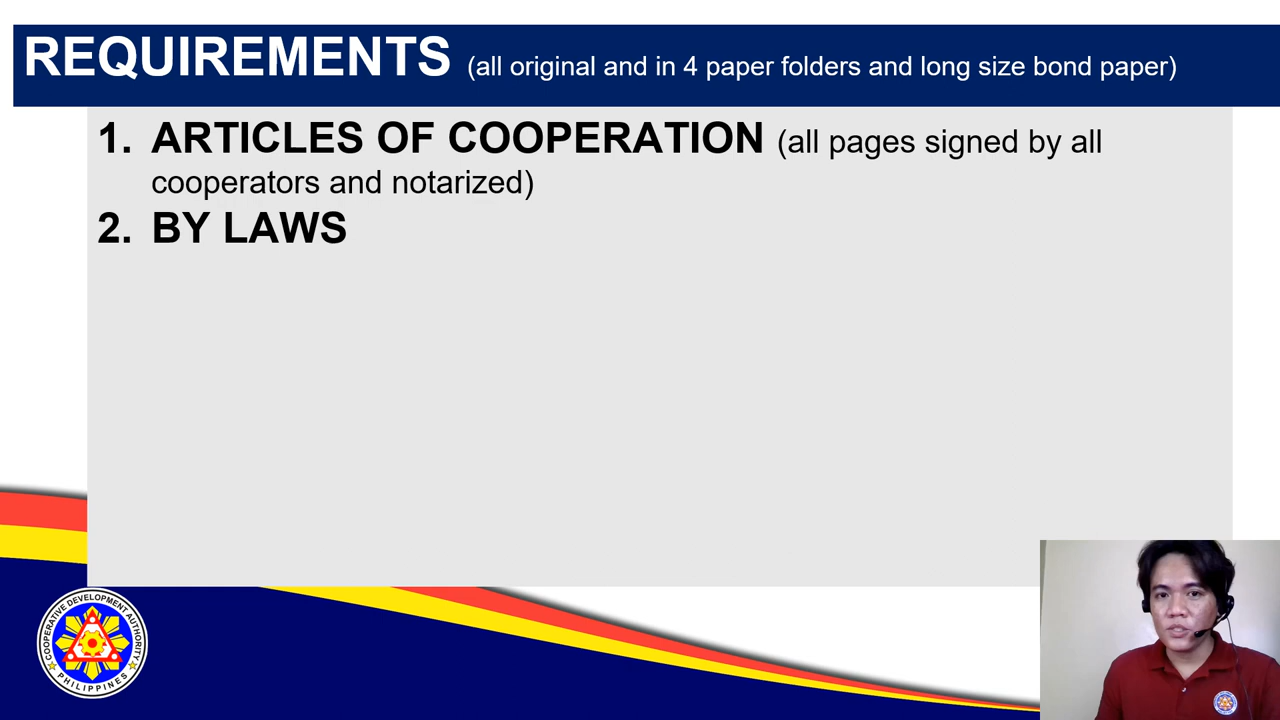 REQUIREMENTS (all original and in 4 paper folders and long size bond paper)
1. ARTICLES OF COOPERATION (all pages signed by all
cooperators and notarized)
2. BY LAWS
COOPERATIVE DEVELOPMENT AUTHORITY
PHILIPPINES